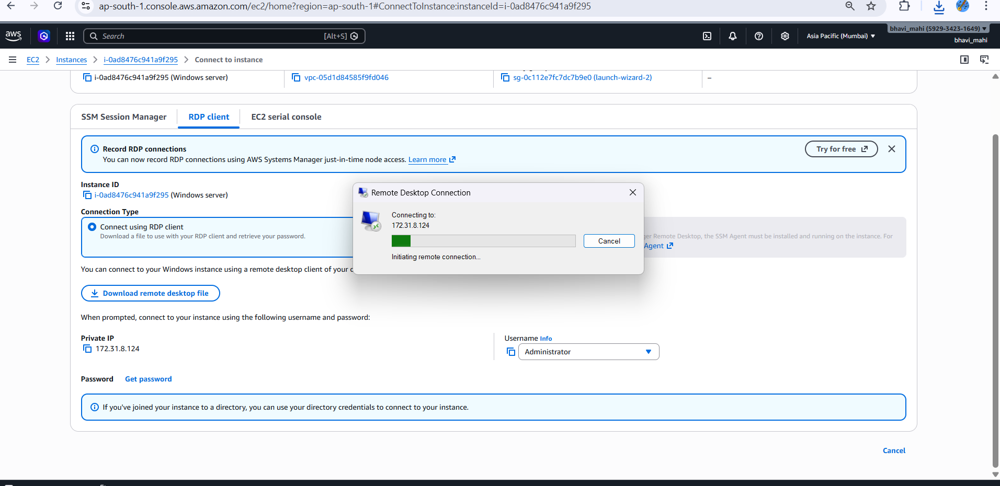 ap-south-1.console.aws.amazon.com/ec2/home?region=ap-south-1#ConnectToInstance:instanceId=i-0ad8476c941a9f295
aws
Search
[Alt+S]
Asia Pacific (Mumbai)
bhavi_mahi (5929-3423-1649)
bhavi_mahi
EC2
Instances
i-0ad8476c941a9f295
Connect to instance
i-0ad8476c941a9f295 (Windows server)
vpc-05d1d84585f9fd046
sg-0c112e7fc7dc7b9e0 (launch-wizard-2)
–
SSM Session Manager
RDP client
EC2 serial console
Record RDP connections
You can now record RDP connections using AWS Systems Manager just-in-time node access. Learn more
Try for free
Instance ID
i-0ad8476c941a9f295 (Windows server)
Connection Type
Connect using RDP client
Download a file to use with your RDP client and retrieve your password.
Remote Desktop, the SSM Agent must be installed and running on the instance. For
Agent
You can connect to your Windows instance using a remote desktop client of your
Remote Desktop Connection
Connecting to:
172.31.8.124
Cancel
Initiating remote connection...
Download remote desktop file
When prompted, connect to your instance using the following username and password:
Private IP
172.31.8.124
Username Info
Administrator
Password
Get password
If you've joined your instance to a directory, you can use your directory credentials to connect to your instance.
Cancel